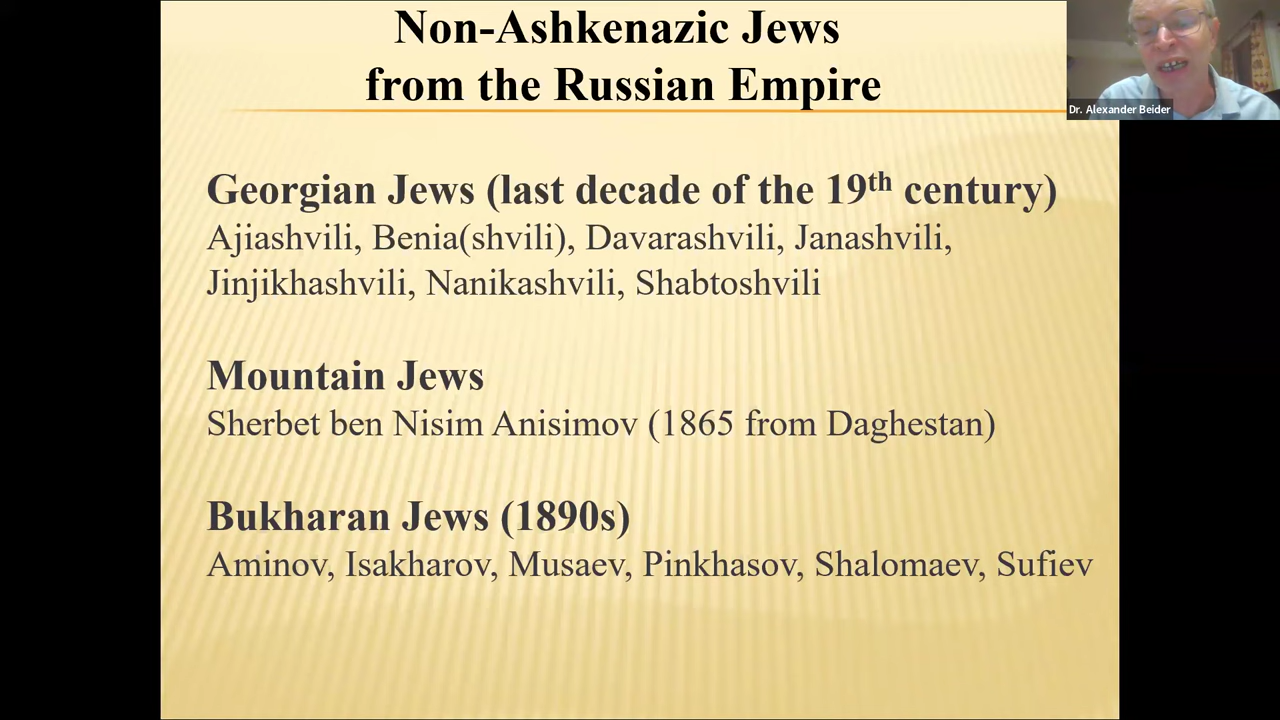 Non-Ashkenazic Jews
from the Russian Empire
Dr. Alexander Beider
Georgian Jews (last decade of the 19th century)
Ajiashvili, Benia(shvili), Davarashvili, Janashvili,
Jinjikhashvili, Nanikashvili, Shabtoshvili
Mountain Jews
Sherbet ben Nisim Anisimov (1865 from Daghestan)
Bukharan Jews (1890s)
Aminov, Isakharov, Musaev, Pinkhasov, Shalomaev, Sufiev